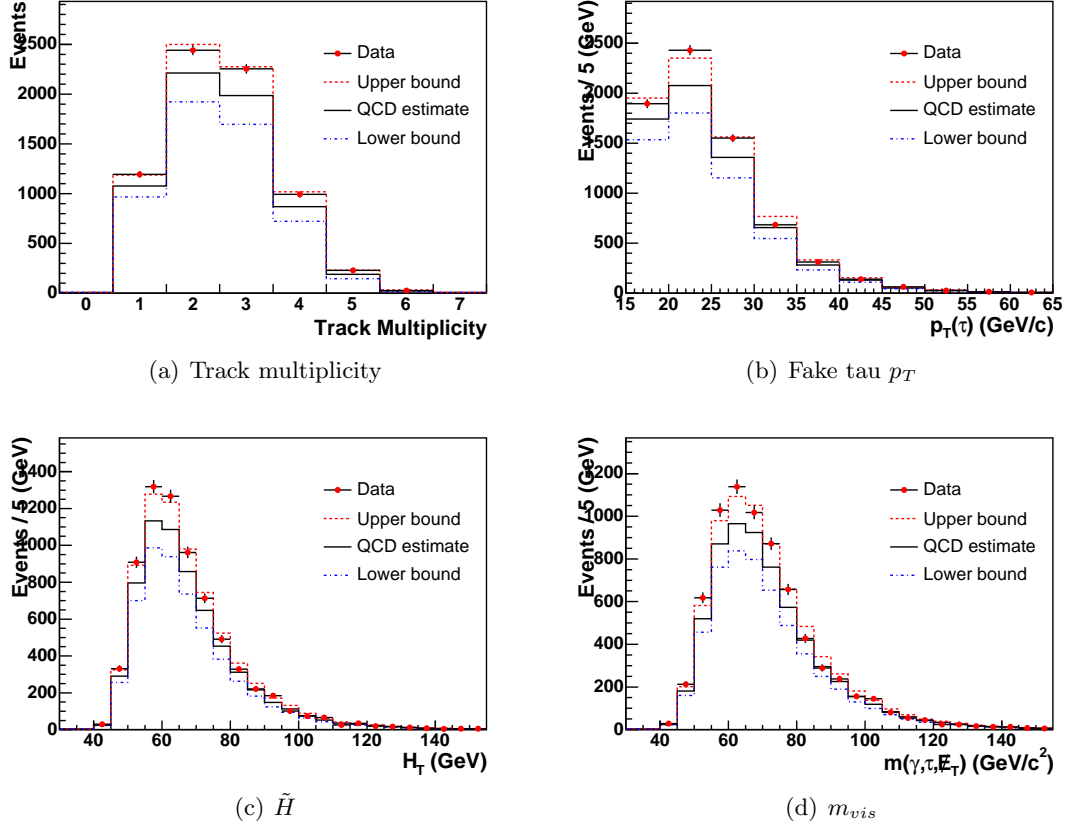 Events
2500
2000
1500
1000
500
0
Data
Upper bound
QCD estimate
Lower bound
0 1 2 3 4 5 6 7
Track Multiplicity
(a) Track multiplicity
Events / 5 (GeV)
2500
2000
1500
1000
500
0
Data
Upper bound
QCD estimate
Lower bound
15 20 25 30 35 40 45 50 55 60 65
p_T(τ) (GeV/c)
(b) Fake tau p_T
Events / 5 (GeV)
1400
1200
1000
800
600
400
200
0
Data
Upper bound
QCD estimate
Lower bound
40 60 80 100 120 140
H_T (GeV)
(c) H̃
Events / 5 (GeV)
1200
1000
800
600
400
200
0
Data
Upper bound
QCD estimate
Lower bound
40 60 80 100 120 140
m(γ,τ,E̸_T) (GeV/c²)
(d) m_vis